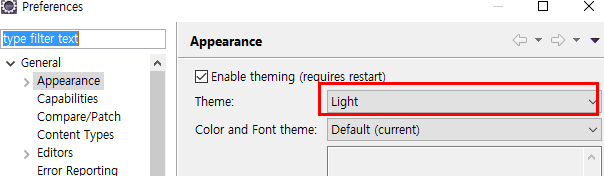 Preferences
type filter text
General
Appearance
Capabilities
Compare/Patch
Content Types
Editors
Error Reporting
Appearance
Enable theming (requires restart)
Theme: Light
Color and Font theme: Default (current)